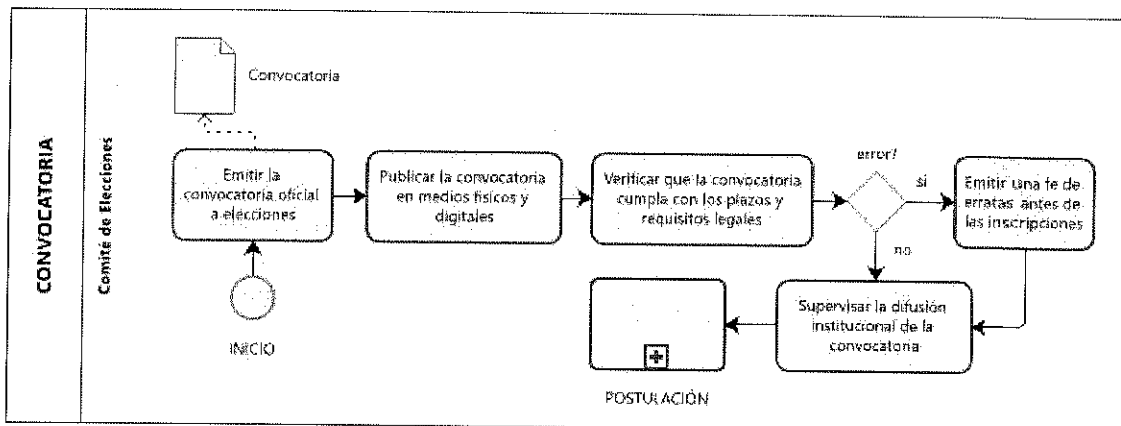 CONVOCATORIA
Comité de Elecciones
Convocatoria
Emitir la
convocatoria oficial
a elecciones
INICIO
Publicar la convocatoria
en medios físicos y
digitales
Verificar que la convocatoria
cumpla con los plazos y
requisitos legales
error?
si
no
Emitir una fe de
erratas antes de
las inscripciones
Supervisar la difusión
institucional de la
convocatoria
POSTULACIÓN